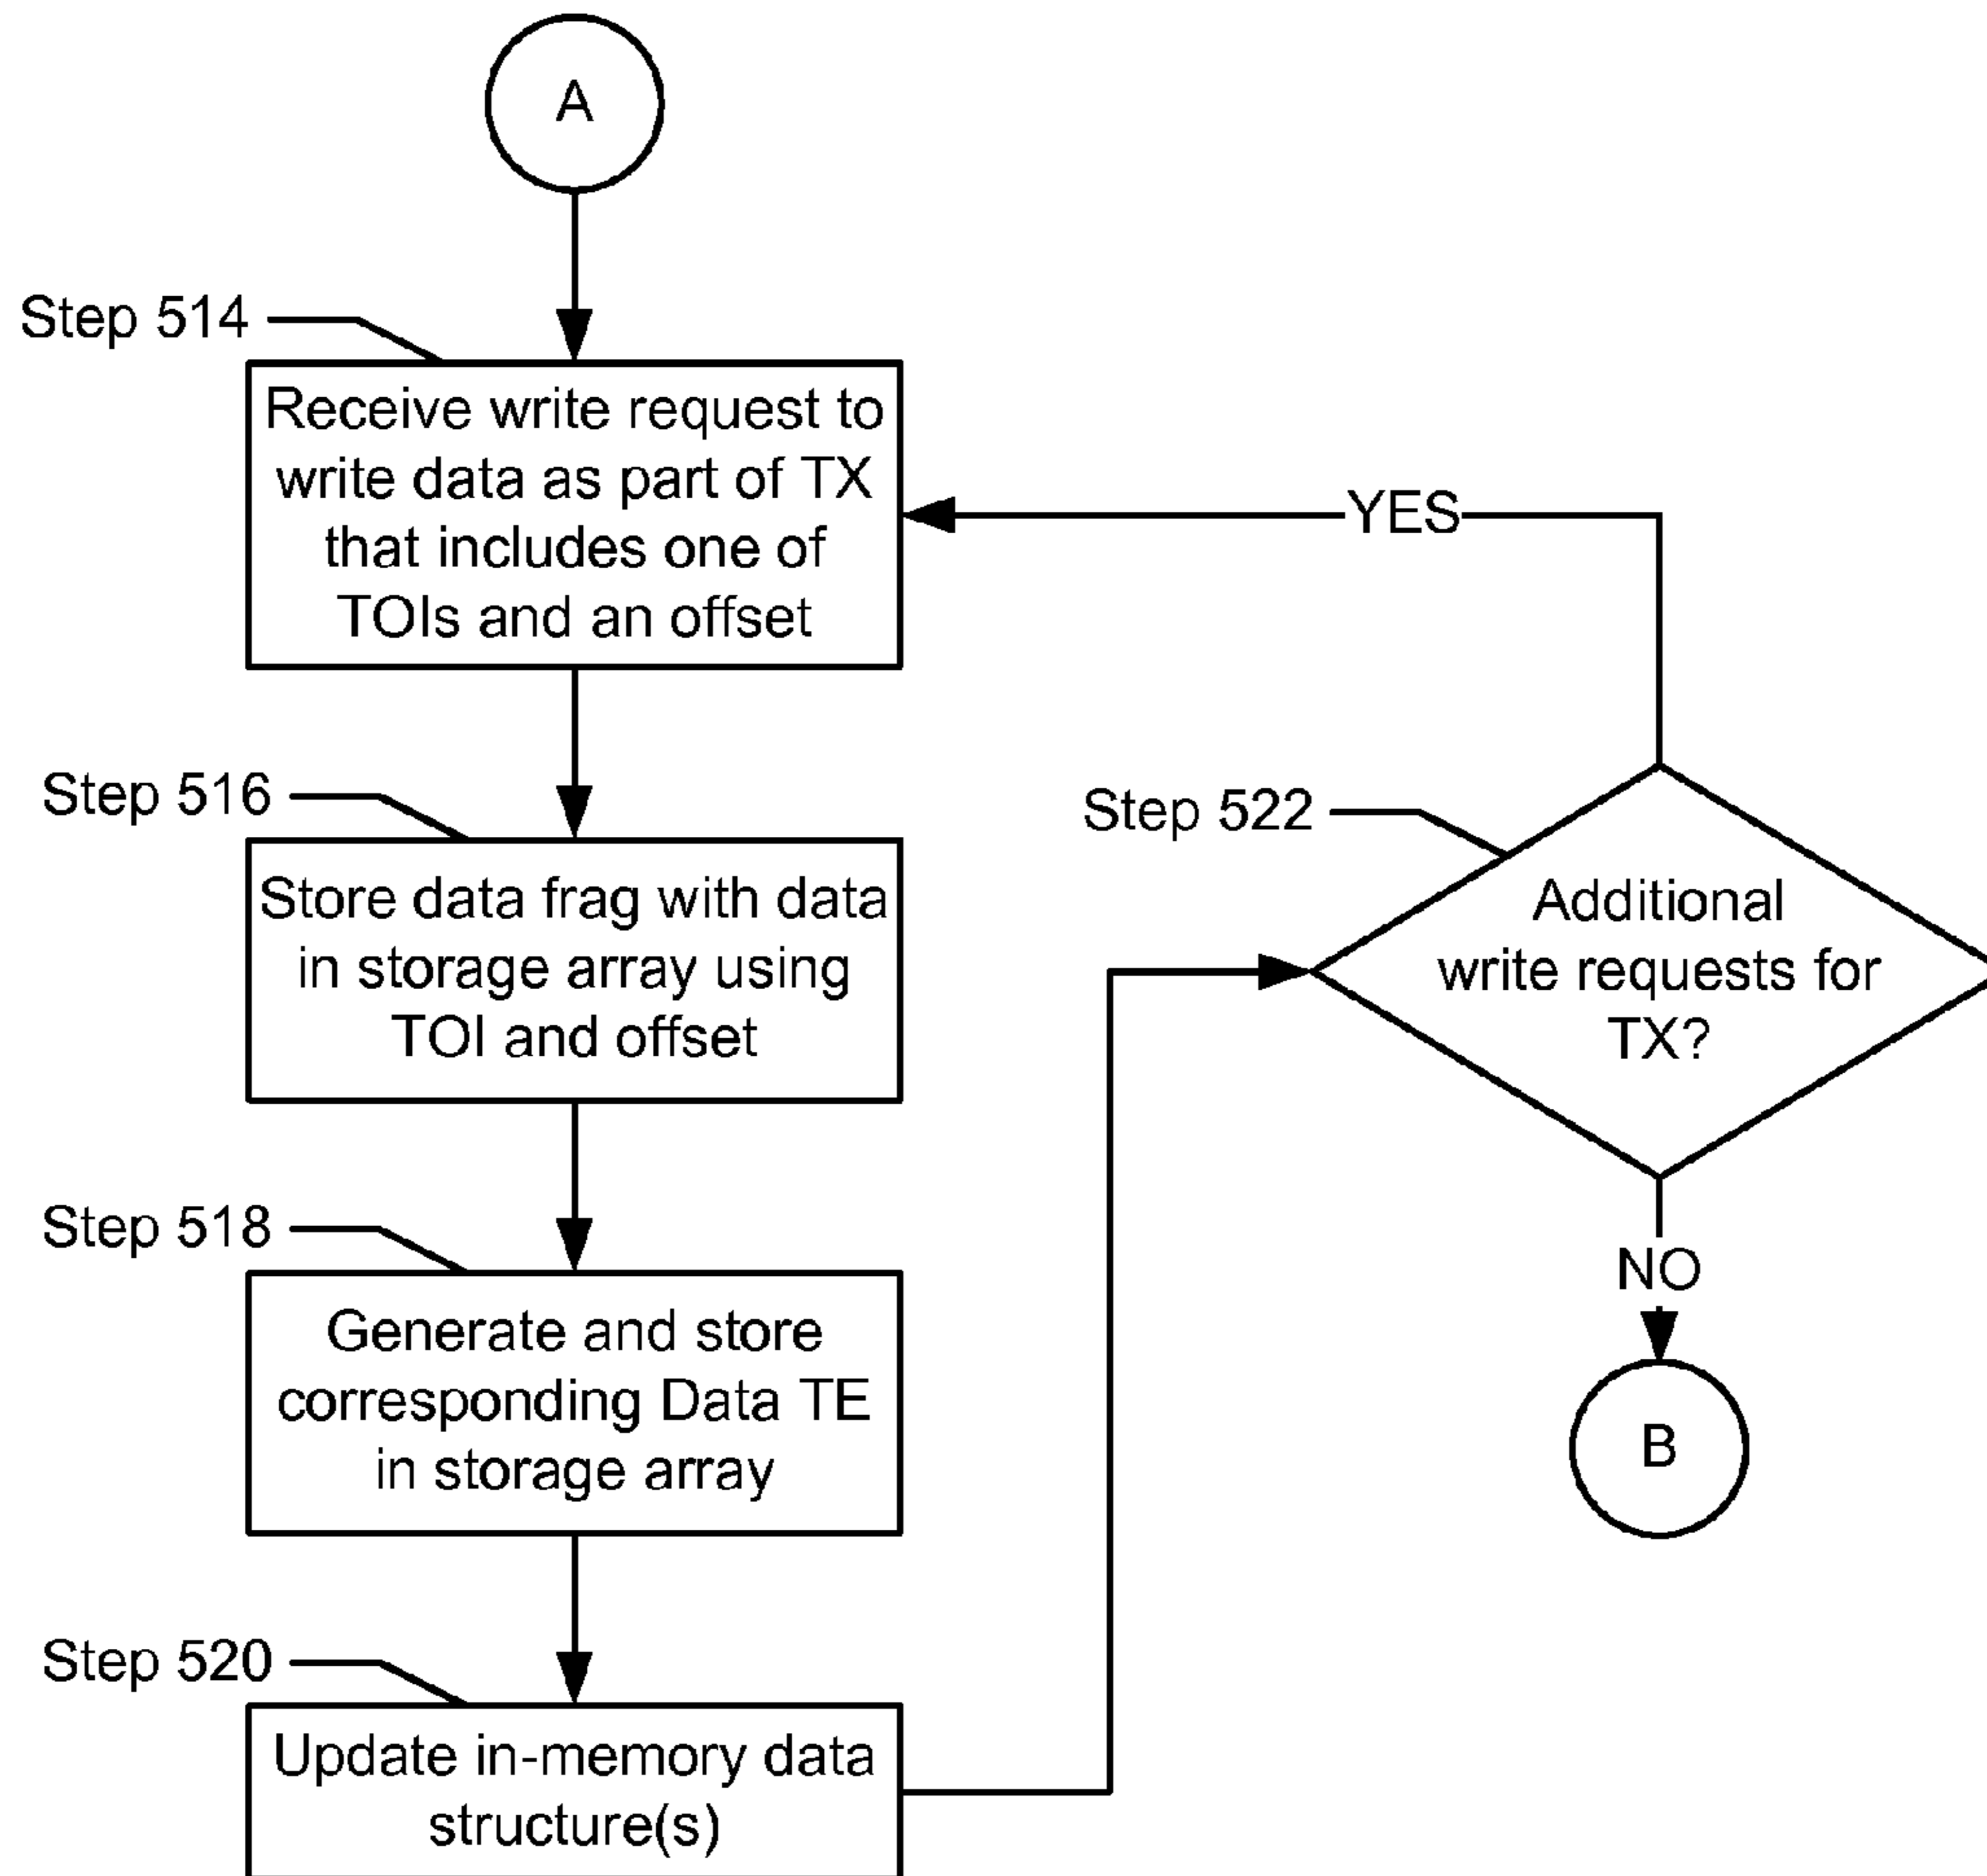 A
Step 514
Receive write request to
write data as part of TX
that includes one of
TOIs and an offset
YES
Step 516
Store data frag with data
in storage array using
TOI and offset
Step 522
Additional
write requests for
TX?
Step 518
Generate and store
corresponding Data TE
in storage array
NO
B
Step 520
Update in-memory data
structure(s)